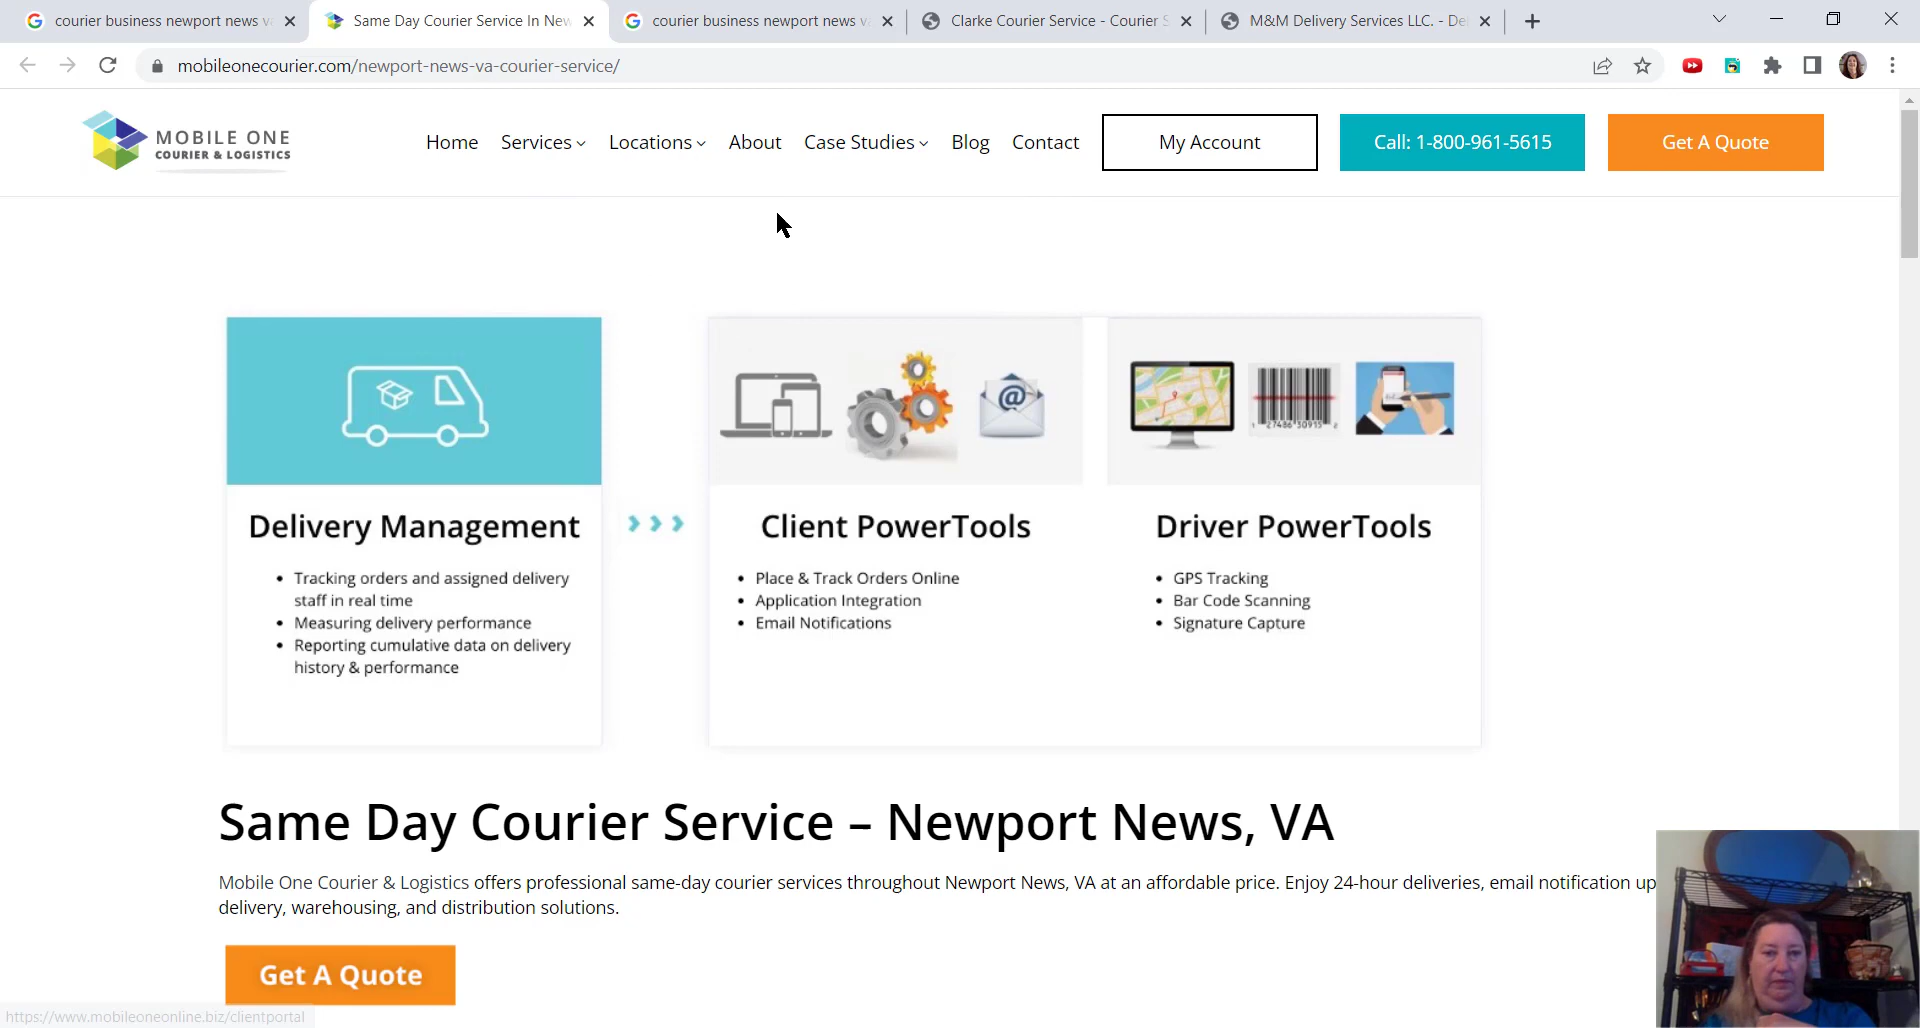 courier business newport news v
Same Day Courier Service In New
courier business newport news v
Clarke Courier Service - Courier S
M&M Delivery Services LLC. - De
mobileonecourier.com/newport-news-va-courier-service/
MOBILE ONE
COURIER & LOGISTICS
Home
Services
Locations
About
Case Studies
Blog
Contact
My Account
Call: 1-800-961-5615
Get A Quote
Delivery Management
• Tracking orders and assigned delivery
staff in real time
• Measuring delivery performance
• Reporting cumulative data on delivery
history & performance
Client PowerTools
• Place & Track Orders Online
• Application Integration
• Email Notifications
Driver PowerTools
• GPS Tracking
• Bar Code Scanning
• Signature Capture
Same Day Courier Service – Newport News, VA
Mobile One Courier & Logistics offers professional same-day courier services throughout Newport News, VA at an affordable price. Enjoy 24-hour deliveries, email notification up
delivery, warehousing, and distribution solutions.
Get A Quote
https://www.mobileoneonline.biz/clientportal